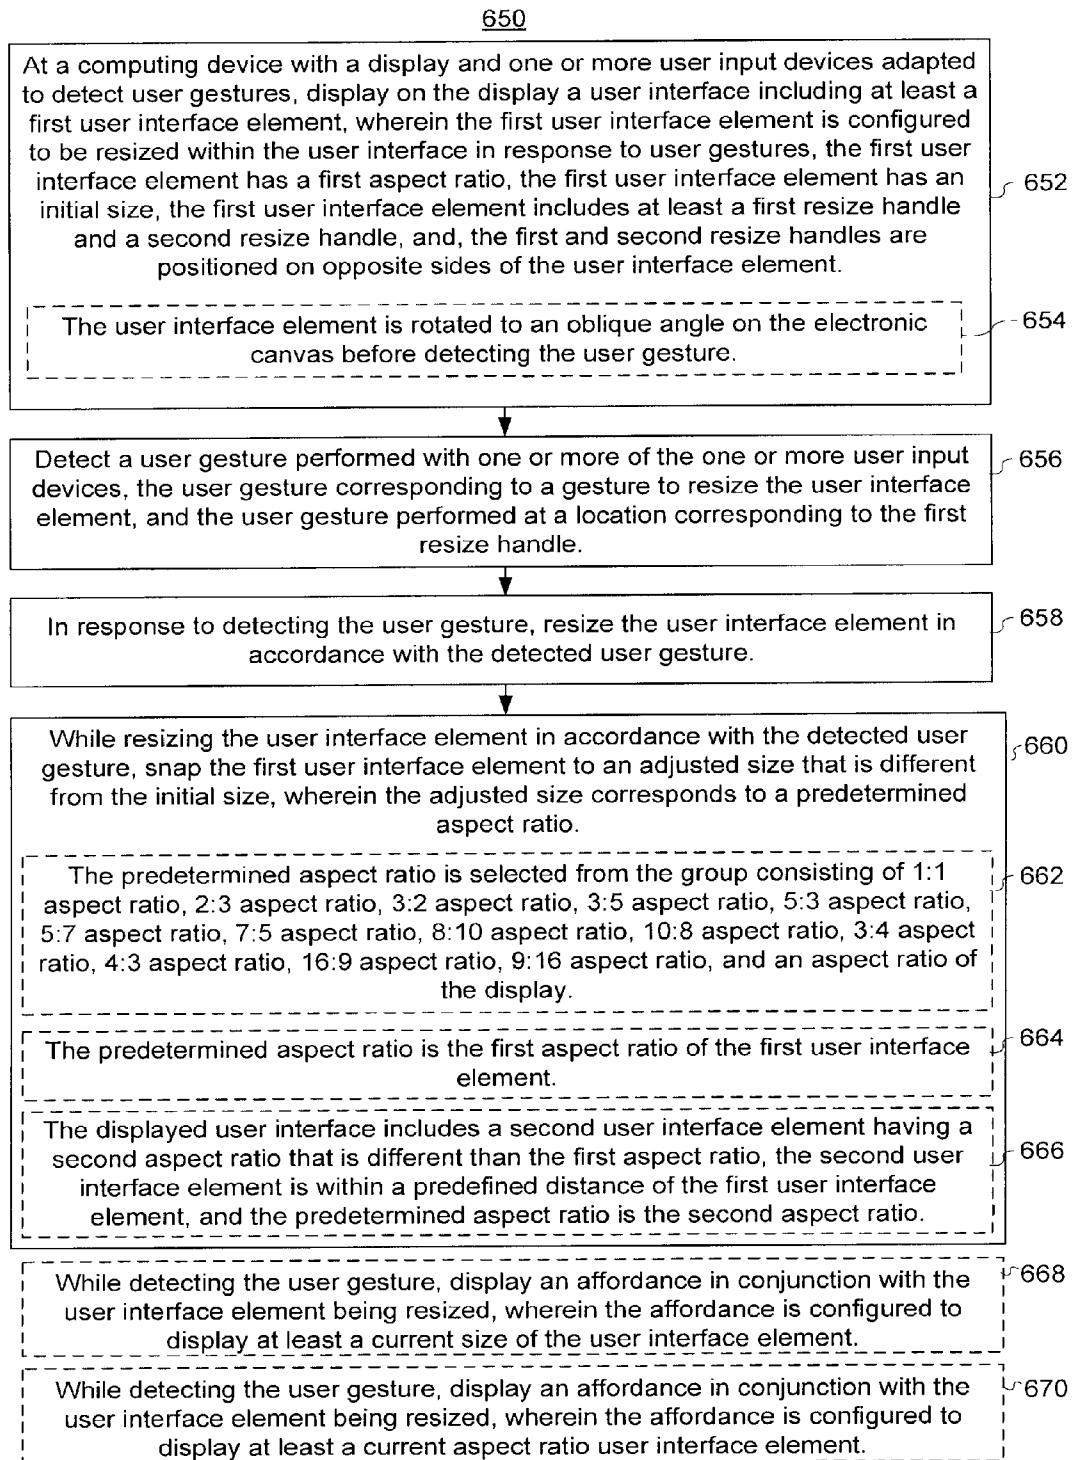 650
At a computing device with a display and one or more user input devices adapted
to detect user gestures, display on the display a user interface including at least a
first user interface element, wherein the first user interface element is configured
to be resized within the user interface in response to user gestures, the first user
interface element has a first aspect ratio, the first user interface element has an
initial size, the first user interface element includes at least a first resize handle
and a second resize handle, and, the first and second resize handles are
positioned on opposite sides of the user interface element.
652
The user interface element is rotated to an oblique angle on the electronic
canvas before detecting the user gesture.
654
Detect a user gesture performed with one or more of the one or more user input
devices, the user gesture corresponding to a gesture to resize the user interface
element, and the user gesture performed at a location corresponding to the first
resize handle.
656
In response to detecting the user gesture, resize the user interface element in
accordance with the detected user gesture.
658
While resizing the user interface element in accordance with the detected user
gesture, snap the first user interface element to an adjusted size that is different
from the initial size, wherein the adjusted size corresponds to a predetermined
aspect ratio.
660
The predetermined aspect ratio is selected from the group consisting of 1:1
aspect ratio, 2:3 aspect ratio, 3:2 aspect ratio, 3:5 aspect ratio, 5:3 aspect ratio,
5:7 aspect ratio, 7:5 aspect ratio, 8:10 aspect ratio, 10:8 aspect ratio, 3:4 aspect
ratio, 4:3 aspect ratio, 16:9 aspect ratio, 9:16 aspect ratio, and an aspect ratio of
the display.
662
The predetermined aspect ratio is the first aspect ratio of the first user interface
element.
664
The displayed user interface includes a second user interface element having a
second aspect ratio that is different than the first aspect ratio, the second user
interface element is within a predefined distance of the first user interface
element, and the predetermined aspect ratio is the second aspect ratio.
666
While detecting the user gesture, display an affordance in conjunction with the
user interface element being resized, wherein the affordance is configured to
display at least a current size of the user interface element.
668
While detecting the user gesture, display an affordance in conjunction with the
user interface element being resized, wherein the affordance is configured to
display at least a current aspect ratio user interface element.
670